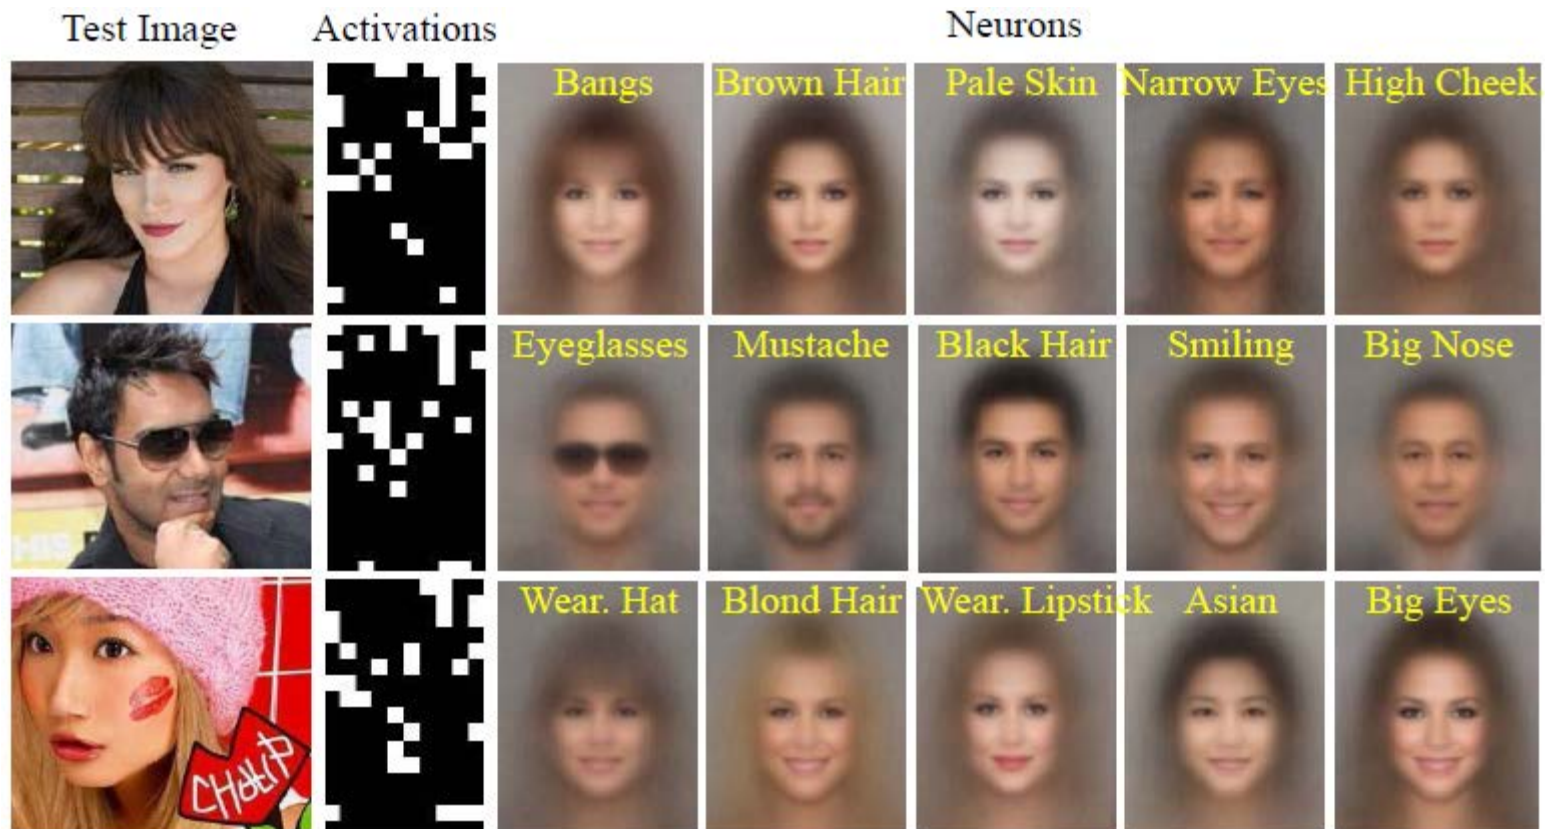 Test Image Activations Neurons
Bangs Brown Hair Pale Skin Narrow Eyes High Cheek.
Eyeglasses Mustache Black Hair Smiling Big Nose
Wear. Hat Blond Hair Wear. Lipstick Asian Big Eyes